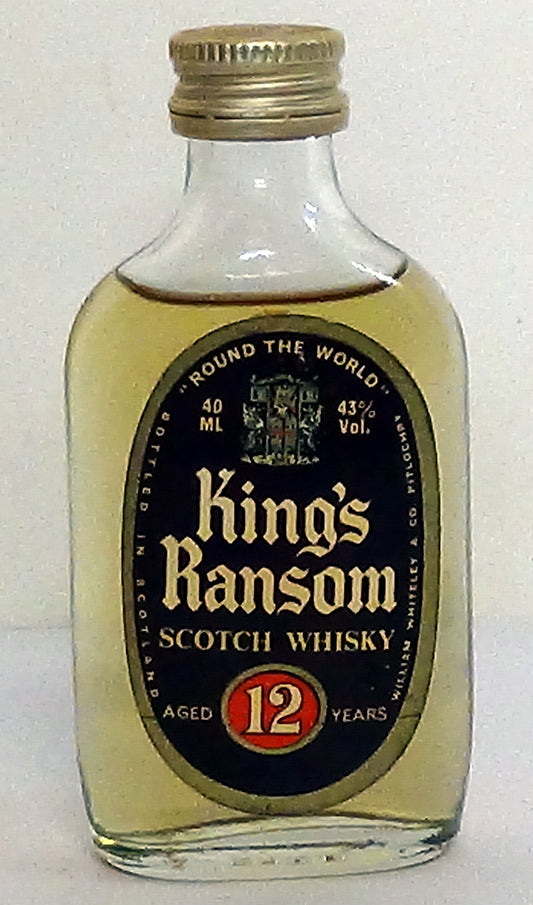 "ROUND THE WORLD"
40
ML
43%
Vol.
King's
Ransom
SCOTCH WHISKY
AGED 12 YEARS
BOTTLED IN SCOTLAND
WILLIAM WHITELEY & CO. PITLOCHRY